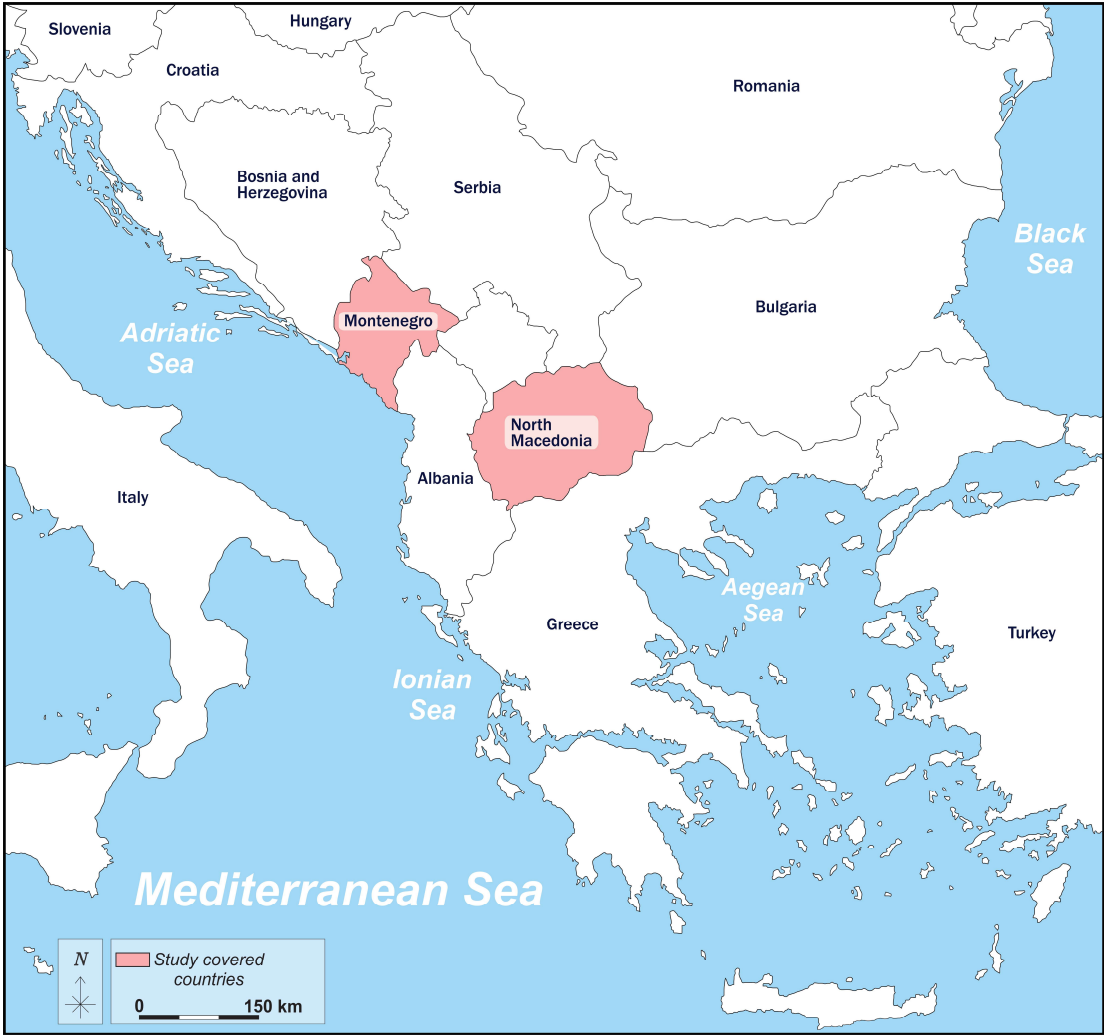 Slovenia
Hungary
Croatia
Romania
Bosnia and
Herzegovina
Serbia
Black
Sea
Bulgaria
Montenegro
Adriatic
Sea
North
Macedonia
Albania
Italy
Aegean
Sea
Greece
Turkey
Ionian
Sea
Mediterranean Sea
N
Study covered
countries
0 150 km